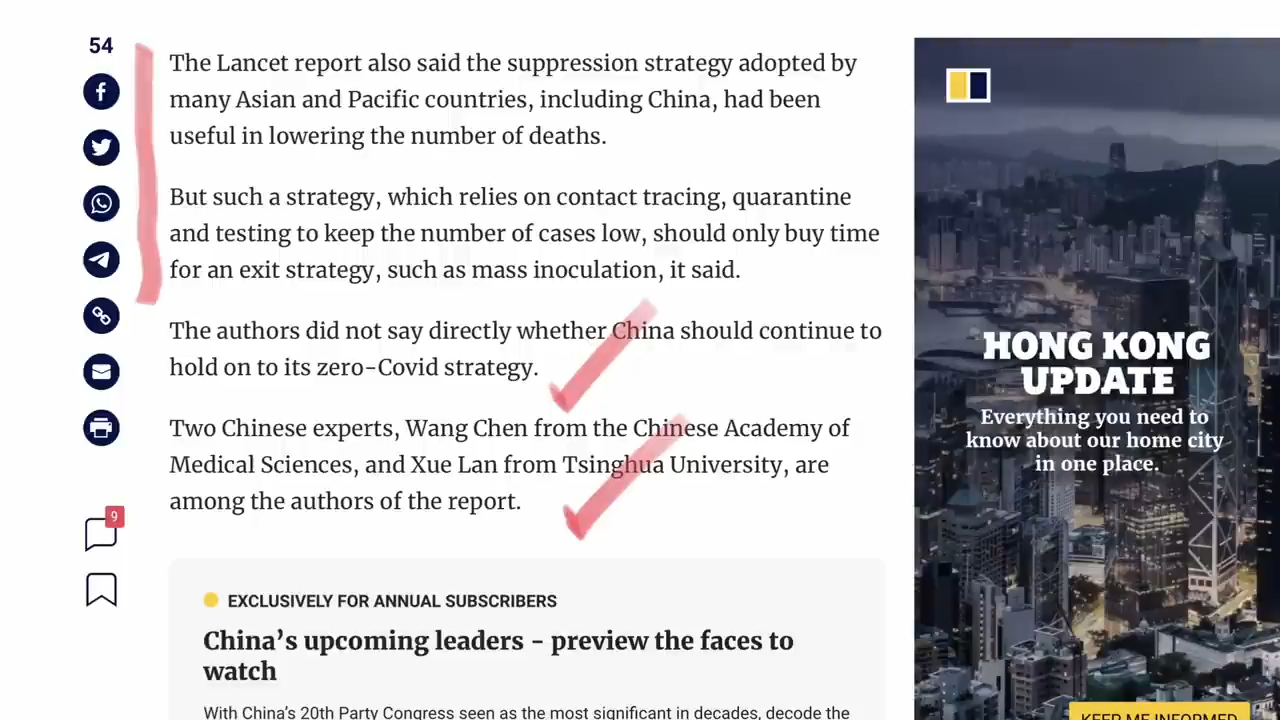 54
The Lancet report also said the suppression strategy adopted by
many Asian and Pacific countries, including China, had been
useful in lowering the number of deaths.
But such a strategy, which relies on contact tracing, quarantine
and testing to keep the number of cases low, should only buy time
for an exit strategy, such as mass inoculation, it said.
The authors did not say directly whether China should continue to
hold on to its zero-Covid strategy.
Two Chinese experts, Wang Chen from the Chinese Academy of
Medical Sciences, and Xue Lan from Tsinghua University, are
among the authors of the report.
9
EXCLUSIVELY FOR ANNUAL SUBSCRIBERS
China’s upcoming leaders - preview the faces to
watch
With China’s 20th Party Congress seen as the most significant in decades, decode the
HONG KONG
UPDATE
Everything you need to
know about our home city
in one place.
KEEP ME INFORMED